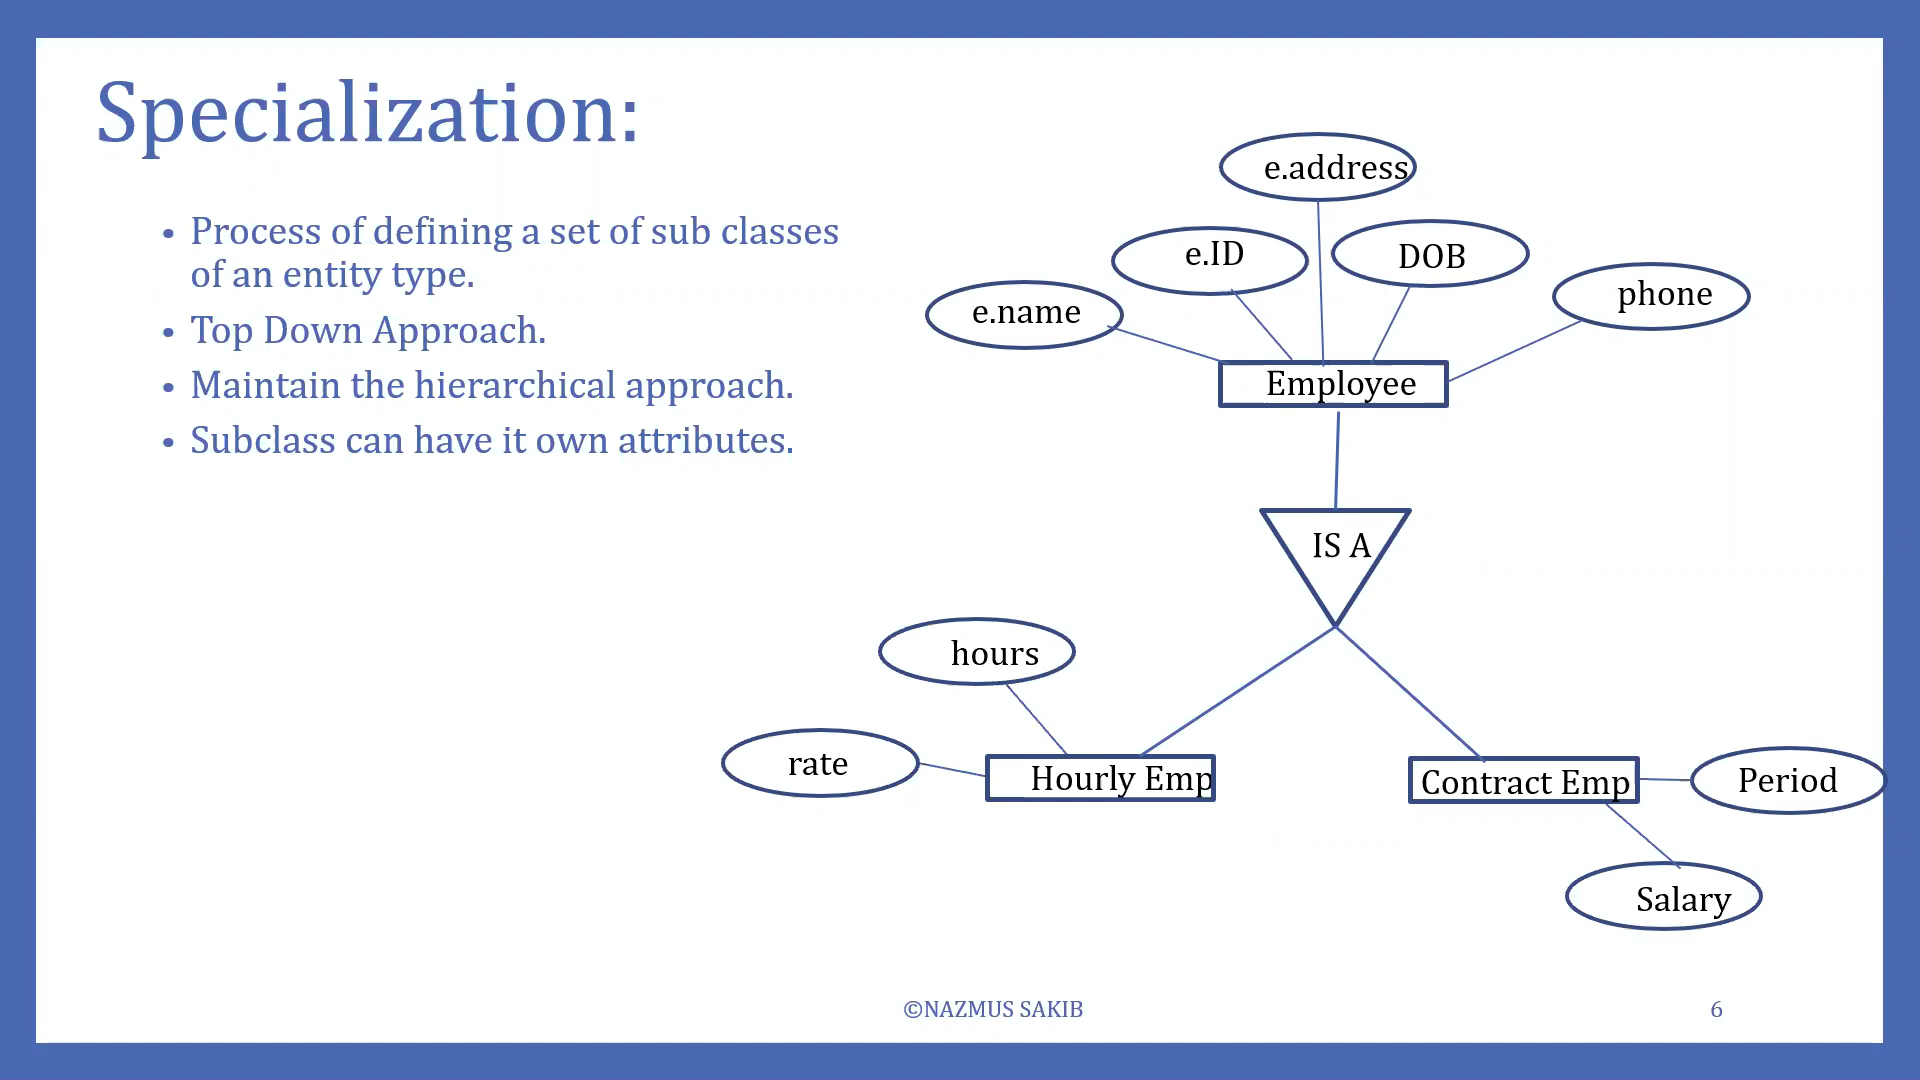 Specialization:
• Process of defining a set of sub classes
of an entity type.
• Top Down Approach.
• Maintain the hierarchical approach.
• Subclass can have it own attributes.
e.address
e.ID
DOB
e.name
phone
Employee
IS A
hours
rate
Hourly Emp
Contract Emp
Period
Salary
©NAZMUS SAKIB
6